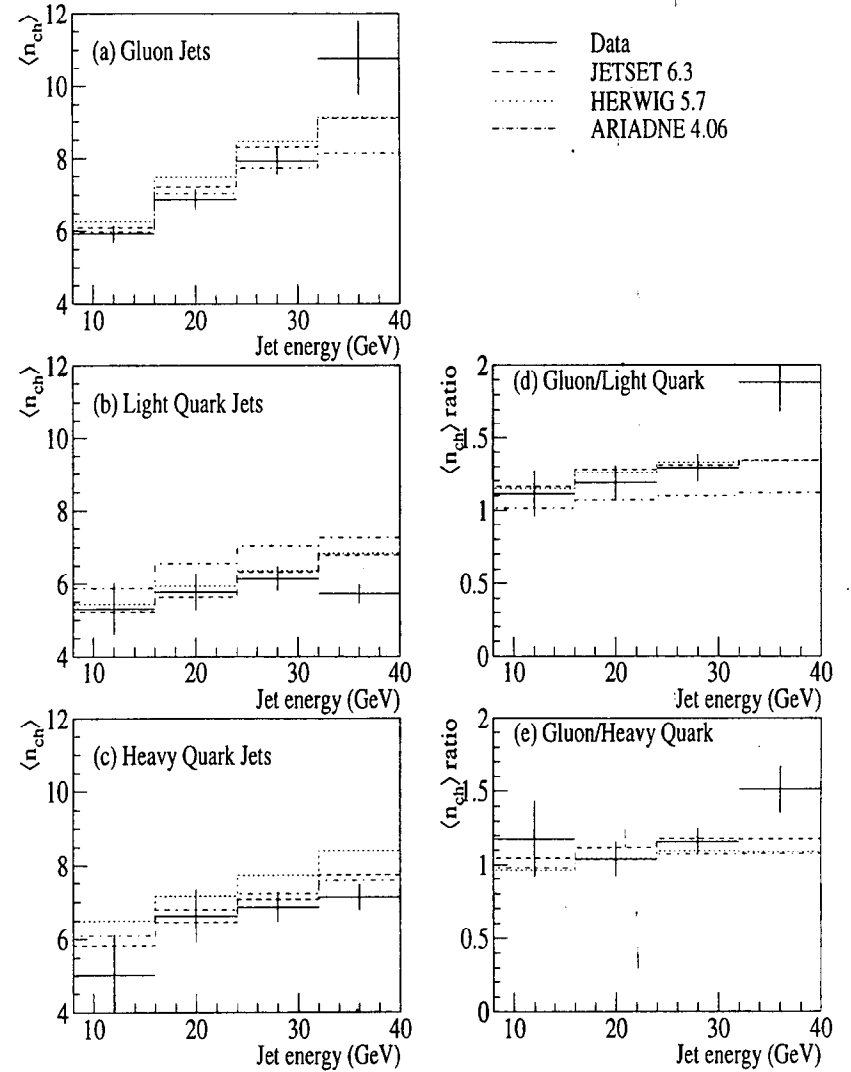 ⟨n_ch⟩
12
10
8
6
4
(a) Gluon Jets
10 20 30 40
Jet energy (GeV)
Data
JETSET 6.3
HERWIG 5.7
ARIADNE 4.06
⟨n_ch⟩
12
10
8
6
4
(b) Light Quark Jets
10 20 30 40
Jet energy (GeV)
⟨n_ch⟩ ratio
2
1.5
1
0.5
0
(d) Gluon/Light Quark
10 20 30 40
Jet energy (GeV)
⟨n_ch⟩
12
10
8
6
4
(c) Heavy Quark Jets
10 20 30 40
Jet energy (GeV)
⟨n_ch⟩ ratio
2
1.5
1
0.5
0
(e) Gluon/Heavy Quark
10 20 30 40
Jet energy (GeV)